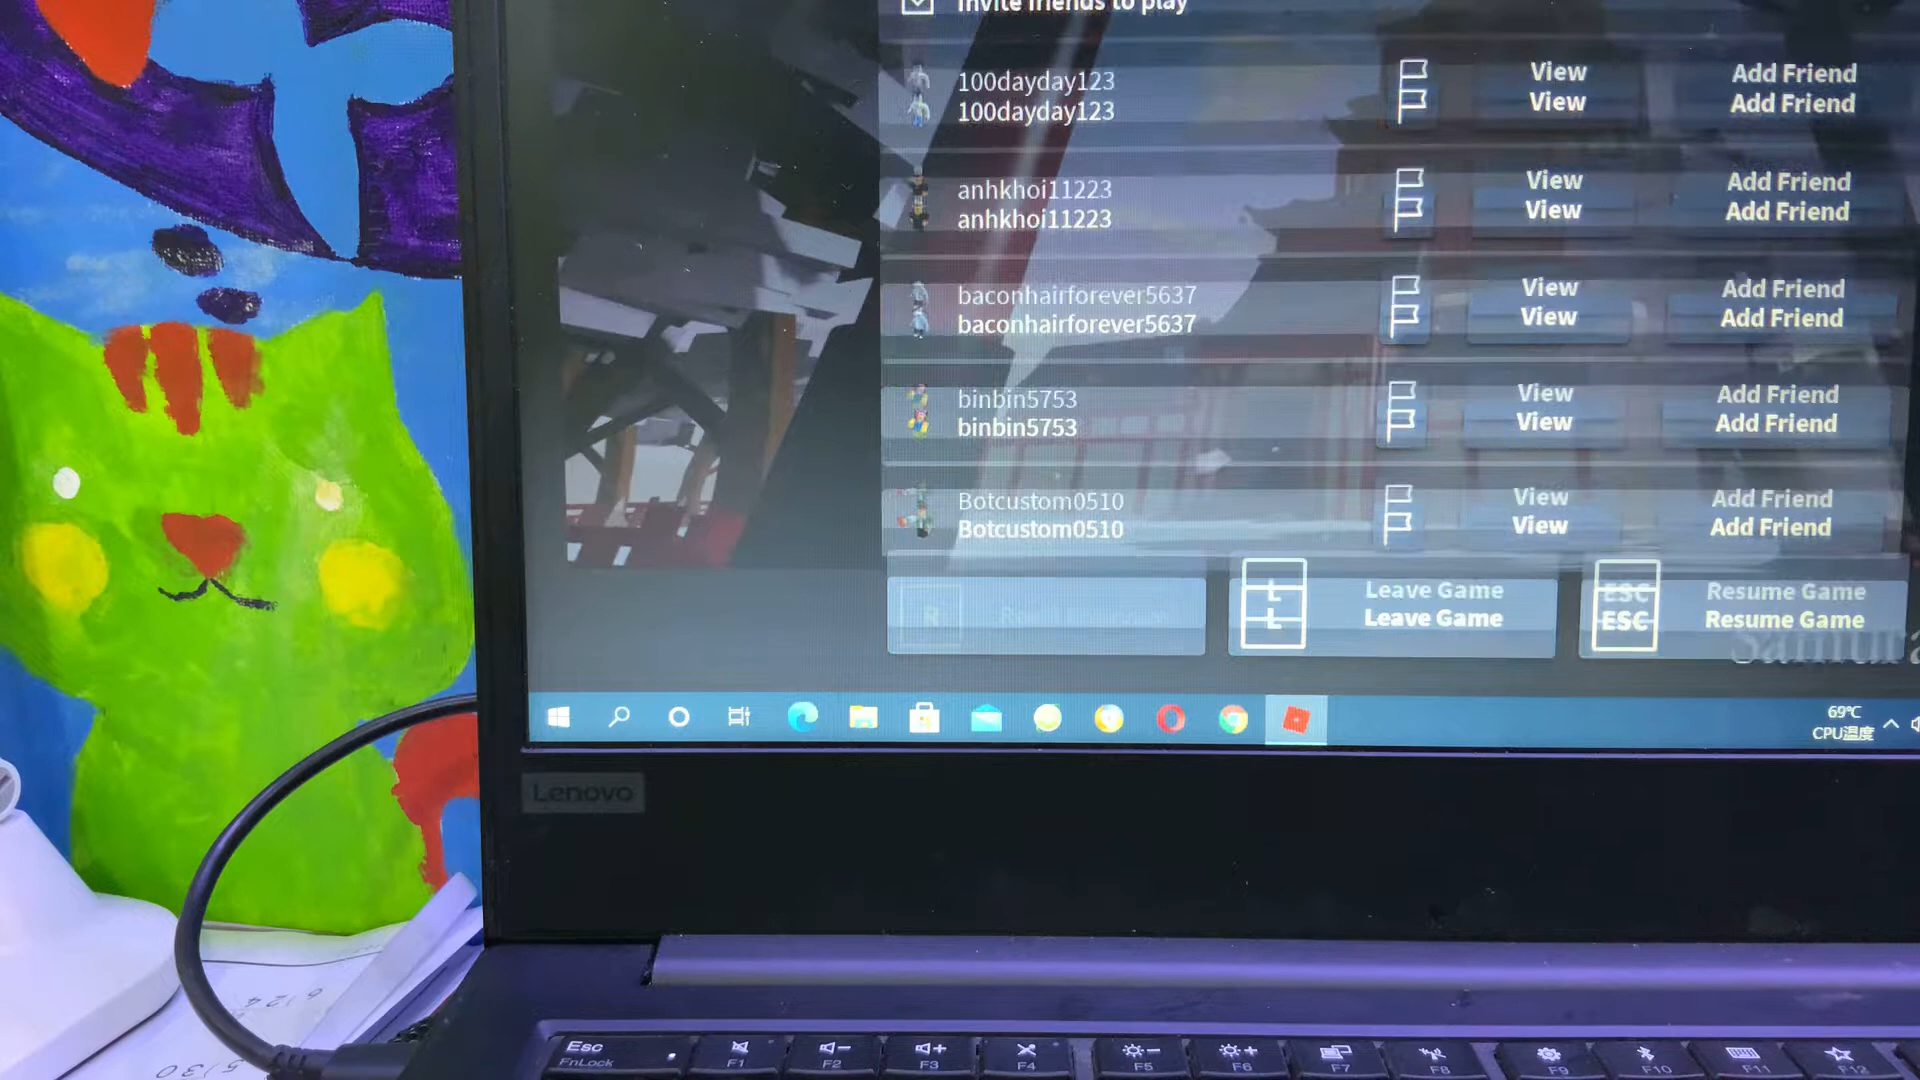 Invite friends to play
100dayday123 View Add Friend
100dayday123 View Add Friend
anhkhoi11223 View Add Friend
anhkhoi11223 View Add Friend
baconhairforever5637 View Add Friend
baconhairforever5637 View Add Friend
binbin5753 View Add Friend
binbin5753 View Add Friend
Botcustom0510 View Add Friend
Botcustom0510 View Add Friend
R
L Leave Game
L Leave Game
ESC Resume Game
ESC Resume Game
69°C
CPU温度
Lenovo
Esc
FnLock
F1 F2 F3 F4 F5 F6 F7 F8 F9 F10 F11 F12